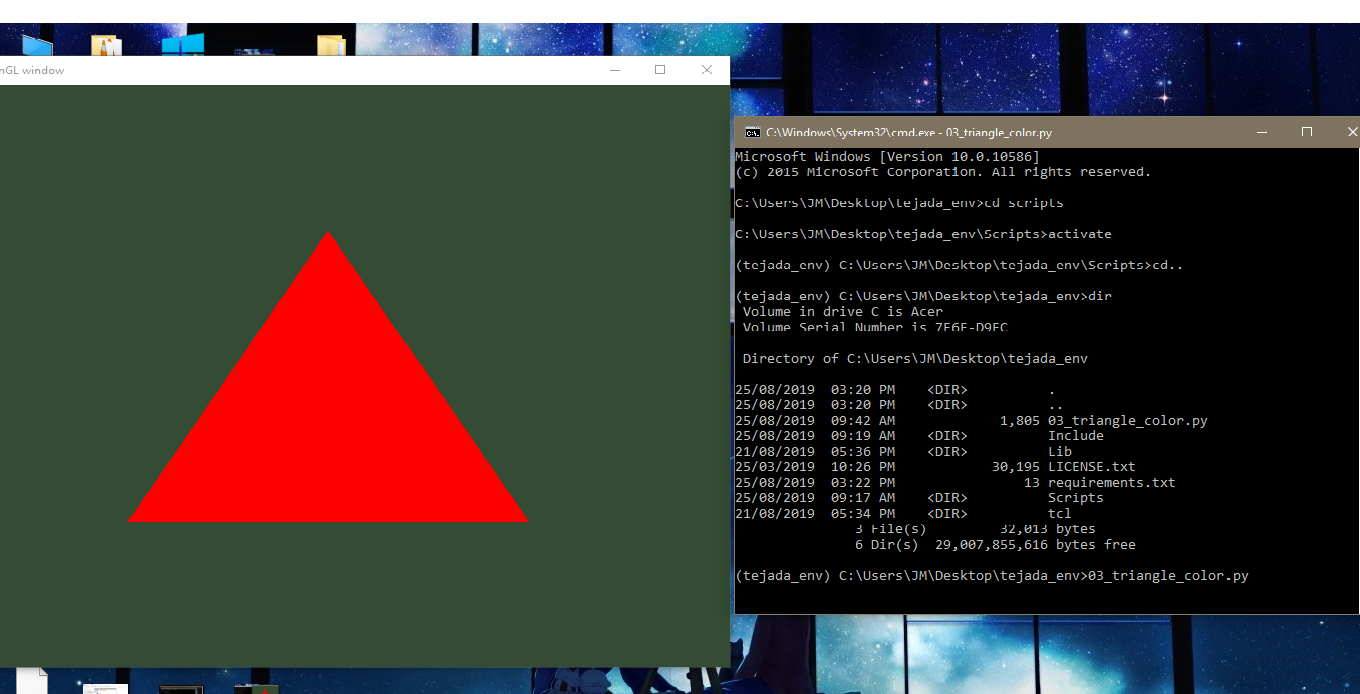 nGL window
C:\Windows\System32\cmd.exe - 03_triangle_color.py
Microsoft Windows [Version 10.0.10586]
(c) 2015 Microsoft Corporation. All rights reserved.
C:\Users\JM\Desktop\tejada_env>cd scripts
C:\Users\JM\Desktop\tejada_env\Scripts>activate
(tejada_env) C:\Users\JM\Desktop\tejada_env\Scripts>cd..
(tejada_env) C:\Users\JM\Desktop\tejada_env>dir
Volume in drive C is Acer
Volume Serial Number is
Directory of C:\Users\JM\Desktop\tejada_env
25/08/2019 03:20 PM <DIR> .
25/08/2019 03:20 PM <DIR> ..
25/08/2019 09:42 AM 1,805 03_triangle_color.py
25/08/2019 09:19 AM <DIR> Include
21/08/2019 05:36 PM <DIR> Lib
25/03/2019 10:26 PM 30,195 LICENSE.txt
25/08/2019 03:22 PM 13 requirements.txt
25/08/2019 09:17 AM <DIR> Scripts
21/08/2019 05:34 PM <DIR> tcl
3 File(s) 32,013 bytes
6 Dir(s) 29,007,855,616 bytes free
(tejada_env) C:\Users\JM\Desktop\tejada_env>03_triangle_color.py